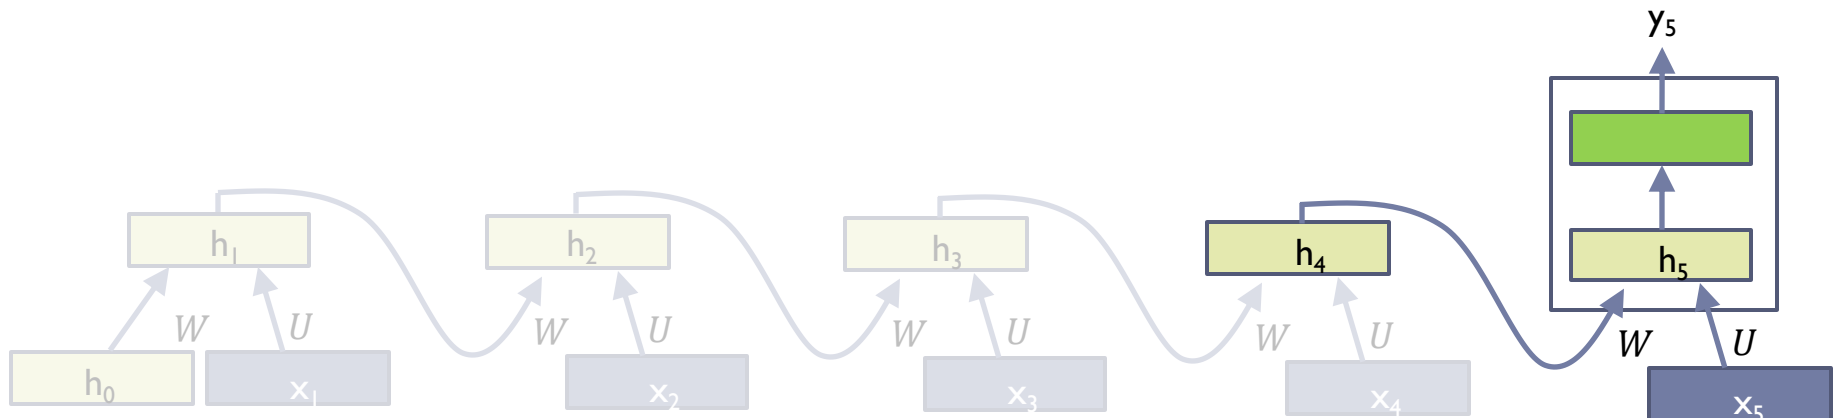 y₅
h₁ h₂ h₃ h₄ h₅
W U W U W U W U W U
h₀ x₁ x₂ x₃ x₄ x₅